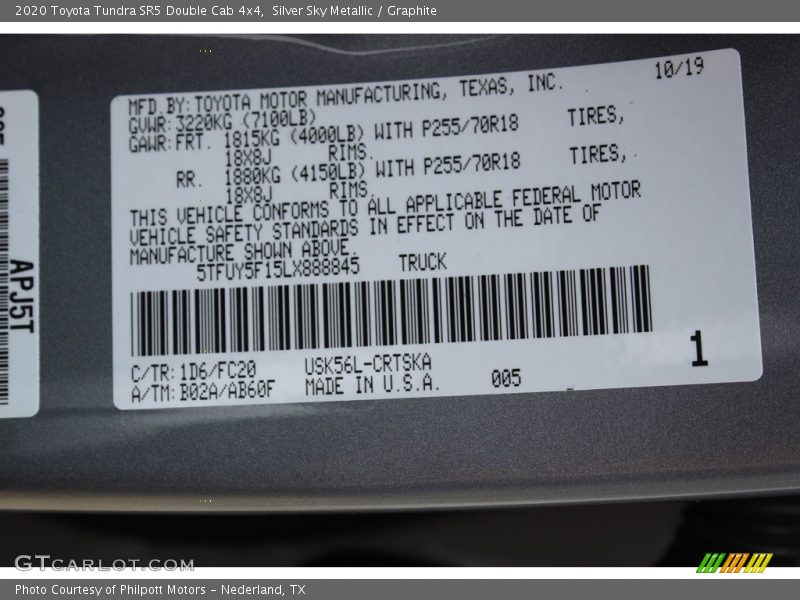 2020 Toyota Tundra SR5 Double Cab 4x4, Silver Sky Metallic / Graphite
10/19
MFD. BY: TOYOTA MOTOR MANUFACTURING, TEXAS, INC.
GVWR: 3220KG (7100LB)
GAWR: FRT. 1815KG (4000LB) WITH P255/70R18 TIRES,
18X8J RIMS.
RR. 1880KG (4150LB) WITH P255/70R18 TIRES,
18X8J RIMS
THIS VEHICLE CONFORMS TO ALL APPLICABLE FEDERAL MOTOR
VEHICLE SAFETY STANDARDS IN EFFECT ON THE DATE OF
MANUFACTURE SHOWN ABOVE.
5TFUY5F15LX888845 TRUCK
C/TR: 1D6/FC20 USK56L-CRTSKA
A/TM: B02A/AB60F MADE IN U.S.A. 005
1
APJ5T
GTCARLOT.COM
Photo Courtesy of Philpott Motors – Nederland, TX